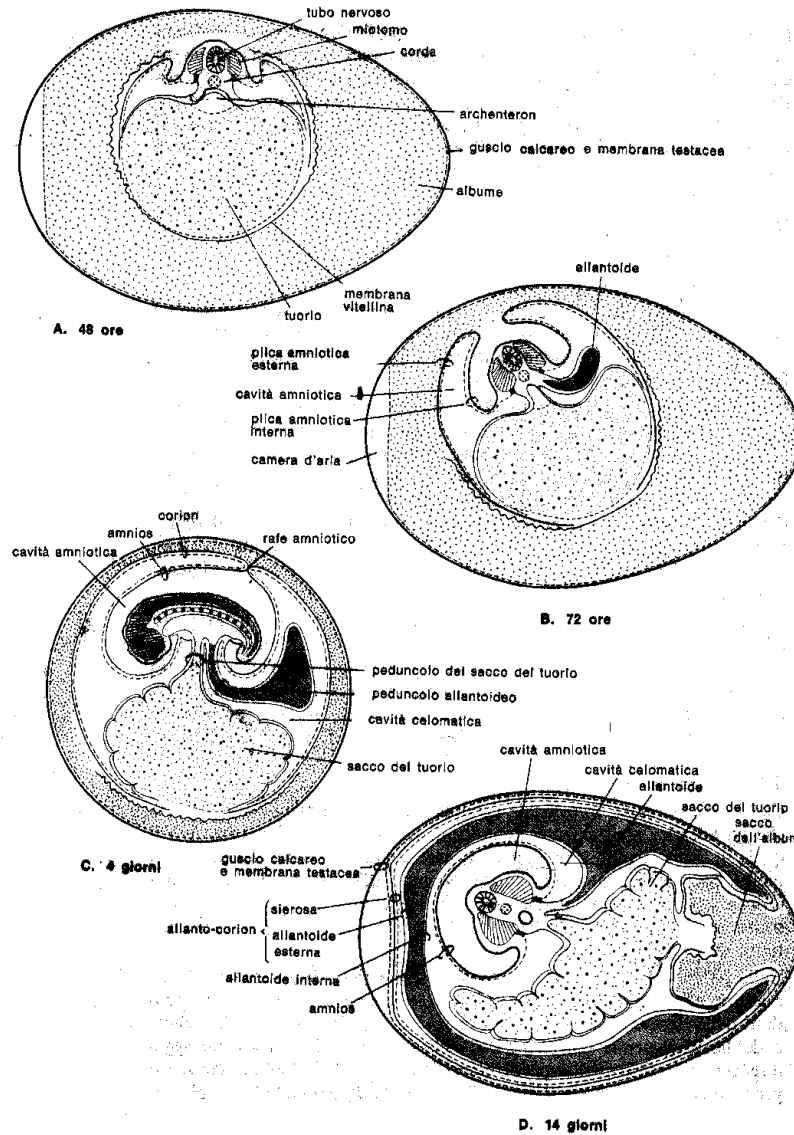 tubo nervoso
miotomo
corda
archenteron
guscio calcareo e membrana testacea
albume
membrana
vitellina
tuorlo
A. 48 ore
allantoide
plica amniotica
esterna
cavità amniotica
plica amniotica
interna
camera d'aria
B. 72 ore
corion
amnios
cavità amniotica
rafe amniotico
peduncolo del sacco del tuorlo
peduncolo allantoideo
cavità celomatica
sacco del tuorlo
C. 4 giorni
cavità amniotica
cavità celomatica
allantoide
sacco del tuorlo
sacco
dell'album
guscio calcareo
e membrana testacea
sierosa
allanto-corion
allantoide
esterna
allantoide interna
amnios
D. 14 giorni